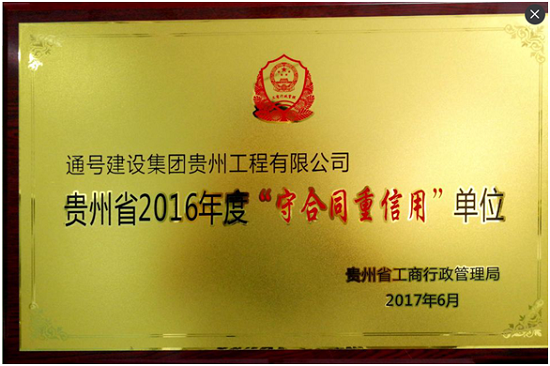 通号建设集团贵州工程有限公司
贵州省2016年度“守合同重信用”单位
贵州省工商行政管理局
2017年6月